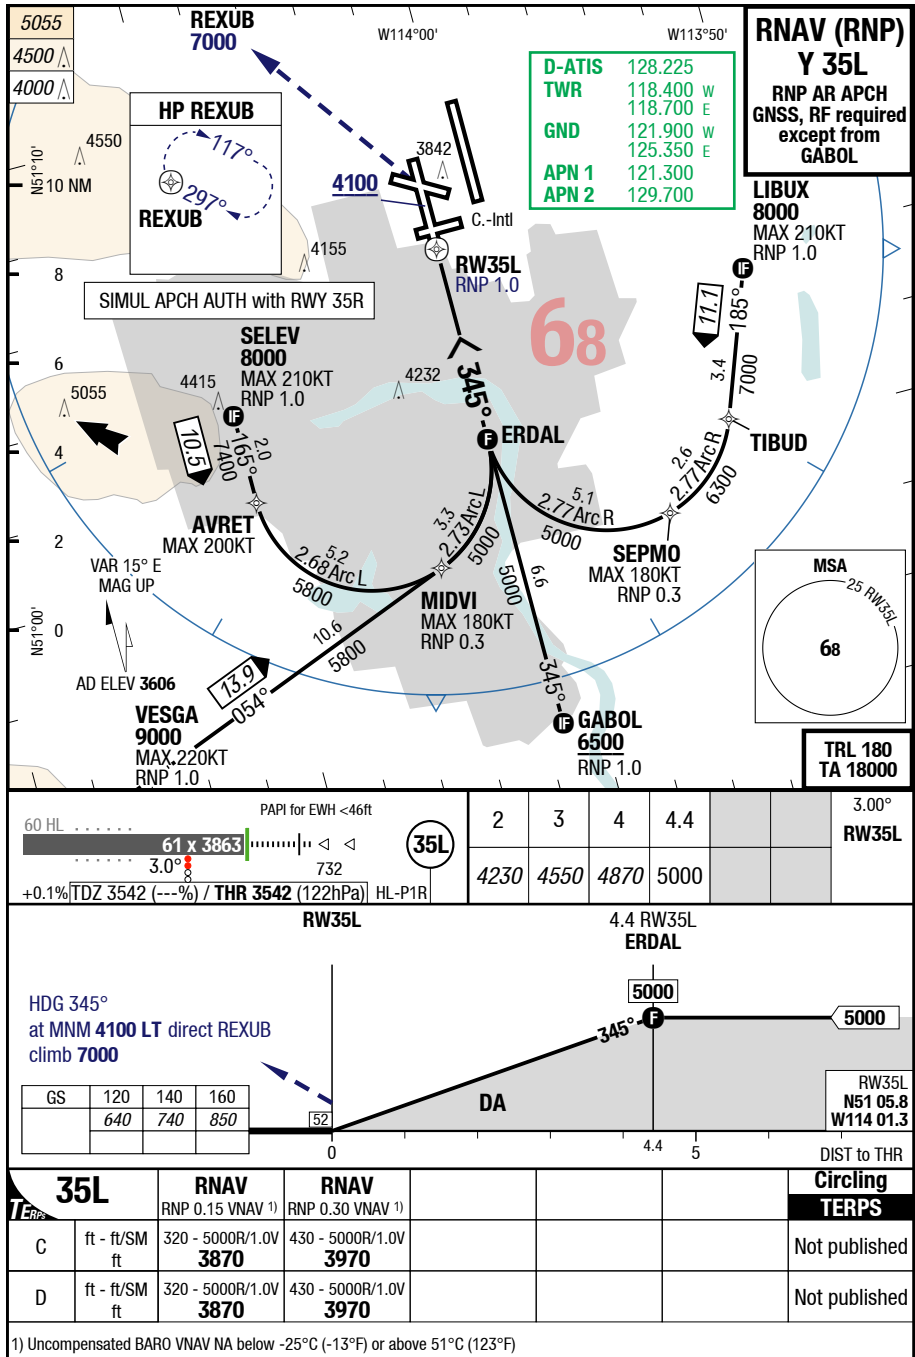 5055
4500
4000
REXUB
7000
W114°00'
W113°50'
RNAV (RNP)
Y 35L
RNP AR APCH
GNSS, RF required
except from
GABOL
D-ATIS 128.225
TWR 118.400 W
118.700 E
GND 121.900 W
125.350 E
APN 1 121.300
APN 2 129.700
HP REXUB
117°
297°
REXUB
4550
N51°10'
10 NM
3842
4100
C.-Intl
4155
RW35L
RNP 1.0
LIBUX
8000
MAX 210KT
RNP 1.0
IF
8
SIMUL APCH AUTH with RWY 35R
68
11.1
185°
3.4
7000
SELEV
8000
MAX 210KT
RNP 1.0
6
4415
4232
345°
5055
IF
10.5
165°
2.0
7400
F ERDAL
TIBUD
4
2.6
2.77 Arc R
6300
5.1
2.77 Arc R
5000
3.3
2.73 Arc L
5000
AVRET
MAX 200KT
5.2
2.68 Arc L
5800
SEPMO
MAX 180KT
RNP 0.3
2
VAR 15° E
MAG UP
MIDVI
MAX 180KT
RNP 0.3
6.6
5000
MSA
25 RW35L
68
N51°00'
0
10.6
5800
AD ELEV 3606
13.9
054°
345°
VESGA
9000
MAX 220KT
RNP 1.0
IF GABOL
6500
RNP 1.0
TRL 180
TA 18000
60 HL
PAPI for EWH <46ft
61 x 3863
3.0°
732
35L
+0.1% TDZ 3542 (---%) / THR 3542 (122hPa) HL-P1R
2 3 4 4.4
4230 4550 4870 5000
3.00°
RW35L
RW35L
4.4 RW35L
ERDAL
5000
F
345°
5000
HDG 345°
at MNM 4100 LT direct REXUB
climb 7000
GS 120 140 160
640 740 850
52
DA
RW35L
N51 05.8
W114 01.3
0
4.4
5
DIST to THR
TERPS
35L
RNAV
RNP 0.15 VNAV 1)
RNAV
RNP 0.30 VNAV 1)
Circling
TERPS
C ft - ft/SM 320 - 5000R/1.0V 430 - 5000R/1.0V Not published
ft 3870 3970
D ft - ft/SM 320 - 5000R/1.0V 430 - 5000R/1.0V Not published
ft 3870 3970
1) Uncompensated BARO VNAV NA below -25°C (-13°F) or above 51°C (123°F)